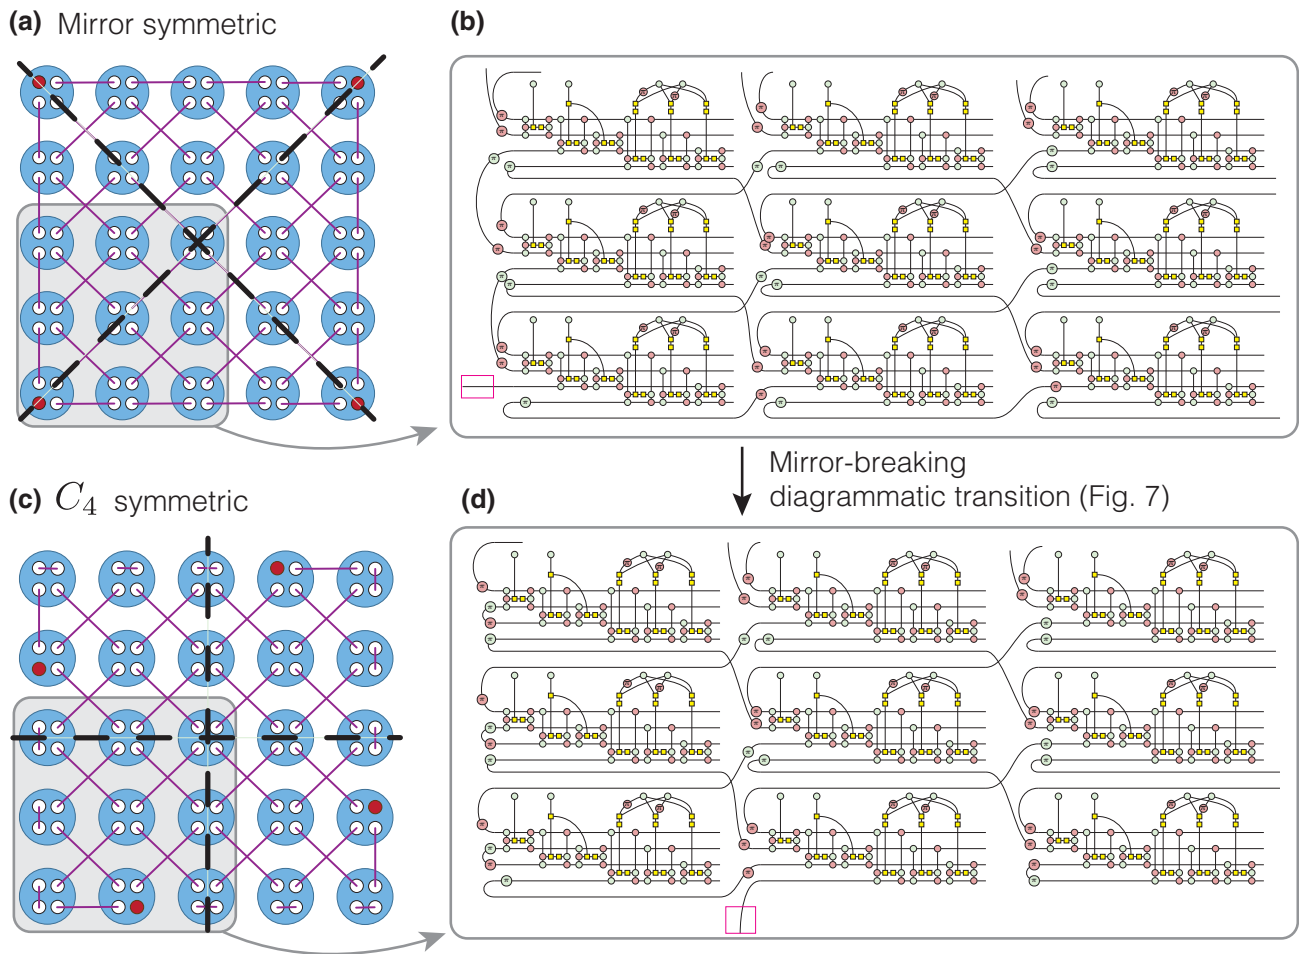 (a) Mirror symmetric
(b)
Mirror-breaking
diagrammatic transition (Fig. 7)
(c) C₄ symmetric
(d)